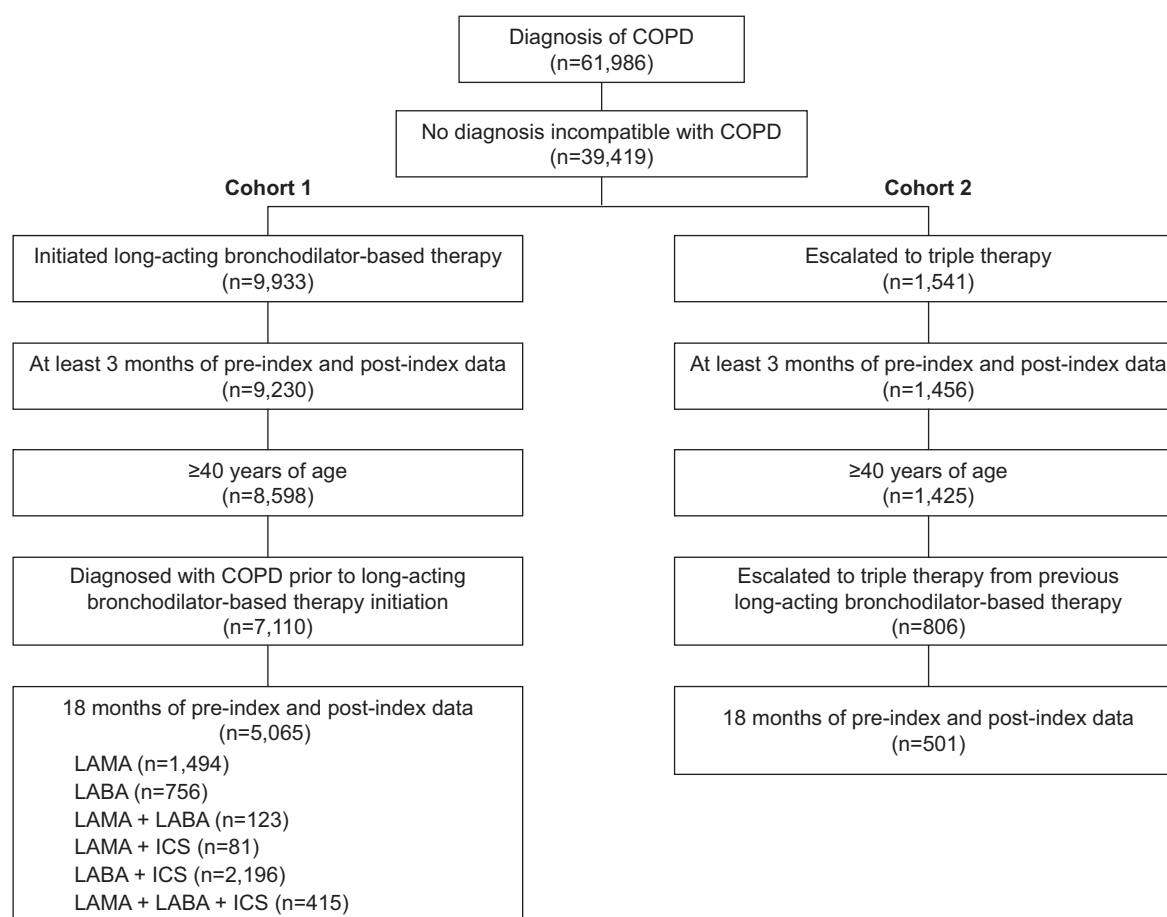 Diagnosis of COPD
(n=61,986)
No diagnosis incompatible with COPD
(n=39,419)
Cohort 1
Initiated long-acting bronchodilator-based therapy
(n=9,933)
At least 3 months of pre-index and post-index data
(n=9,230)
≥40 years of age
(n=8,598)
Diagnosed with COPD prior to long-acting
bronchodilator-based therapy initiation
(n=7,110)
18 months of pre-index and post-index data
(n=5,065)
LAMA (n=1,494)
LABA (n=756)
LAMA + LABA (n=123)
LAMA + ICS (n=81)
LABA + ICS (n=2,196)
LAMA + LABA + ICS (n=415)
Cohort 2
Escalated to triple therapy
(n=1,541)
At least 3 months of pre-index and post-index data
(n=1,456)
≥40 years of age
(n=1,425)
Escalated to triple therapy from previous
long-acting bronchodilator-based therapy
(n=806)
18 months of pre-index and post-index data
(n=501)